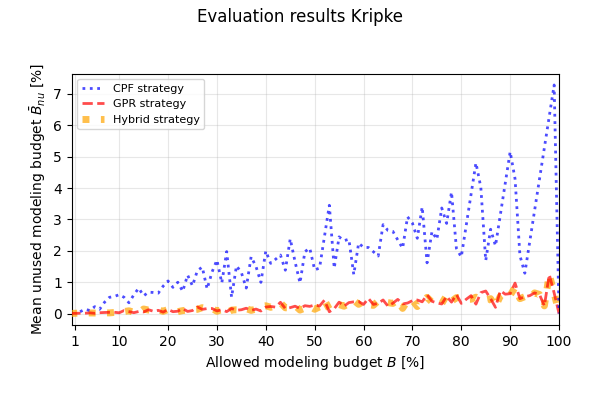 Evaluation results Kripke
CPF strategy
GPR strategy
Hybrid strategy
Mean unused modeling budget B̄nu [%]
7
6
5
4
3
2
1
0
1 10 20 30 40 50 60 70 80 90 100
Allowed modeling budget B [%]